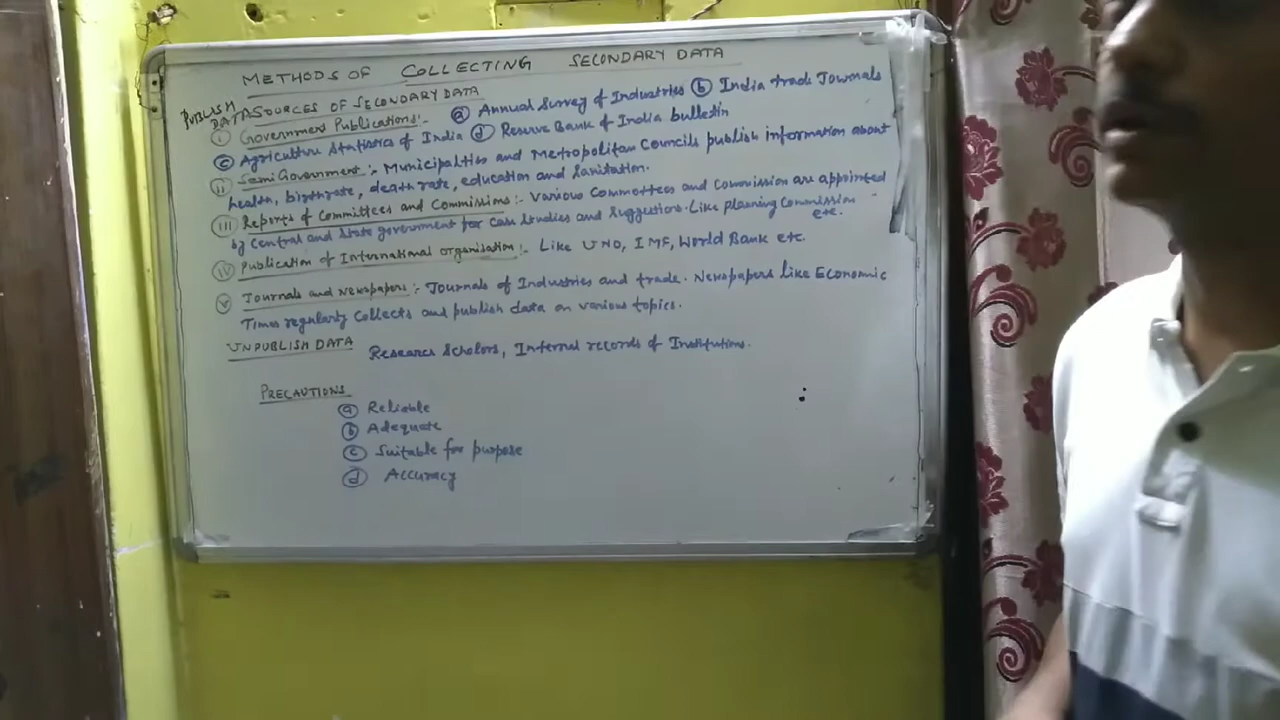 METHODS OF COLLECTING SECONDARY DATA
PUBLISH DATA SOURCES OF SECONDARY DATA
(i) Government Publications:- (a) Annual Survey of Industries (b) India trade Journals
(c) Agriculture Statistics of India (d) Reserve Bank of India bulletin
(ii) Semi Government:- Municipalties and Metropolitan Councils publish information about
health, birthrate, death rate, education and Sanitation.
(iii) Reports of Committees and Commissions:- Various Committees and Commission are appointed
by Central and State government for Case Studies and Suggestions. Like planning Commission
etc.
(iv) Publication of International organisation:- Like UNO, IMF, World Bank etc.
(v) Journals and Newspapers:- Journals of Industries and trade. Newspapers like Economic
Times regularly Collects and publish data on various topics.
UNPUBLISH DATA Research Scholors, Internal records of Institutions.
PRECAUTIONS
(a) Reliable
(b) Adequate
(c) Suitable for purpose
(d) Accuracy